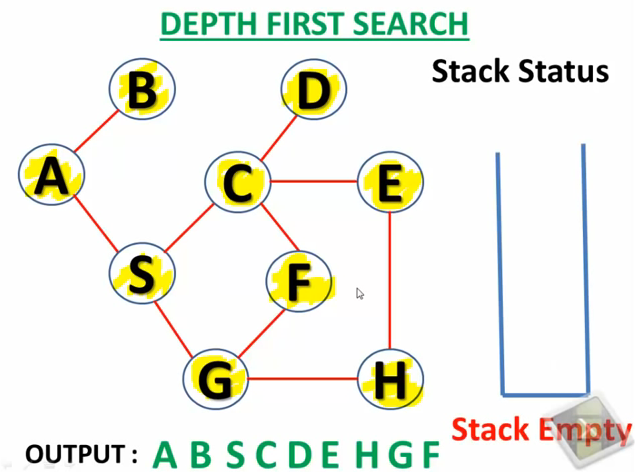 DEPTH FIRST SEARCH
Stack Status
B
D
A
C
E
S
F
G
H
Stack Empty
OUTPUT : A B S C D E H G F